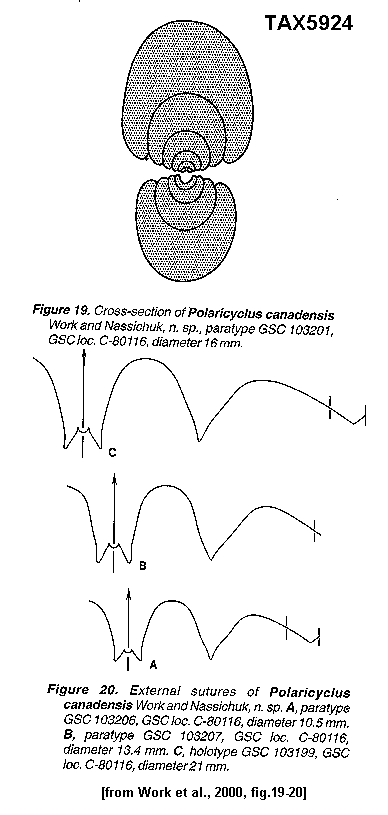 TAX5924
Figure 19. Cross-section of Polaricyclus canadensis
Work and Nassichuk, n. sp., paratype GSC 103201,
GSC loc. C-80116, diameter 16 mm.
C
B
A
Figure 20. External sutures of Polaricyclus
canadensis Work and Nassichuk, n. sp. A, paratype
GSC 103206, GSC loc. C-80116, diameter 10.5 mm.
B, paratype GSC 103207, GSC loc. C-80116,
diameter 13.4 mm. C, holotype GSC 103199, GSC
loc. C-80116, diameter 21 mm.
[from Work et al., 2000, fig.19-20]